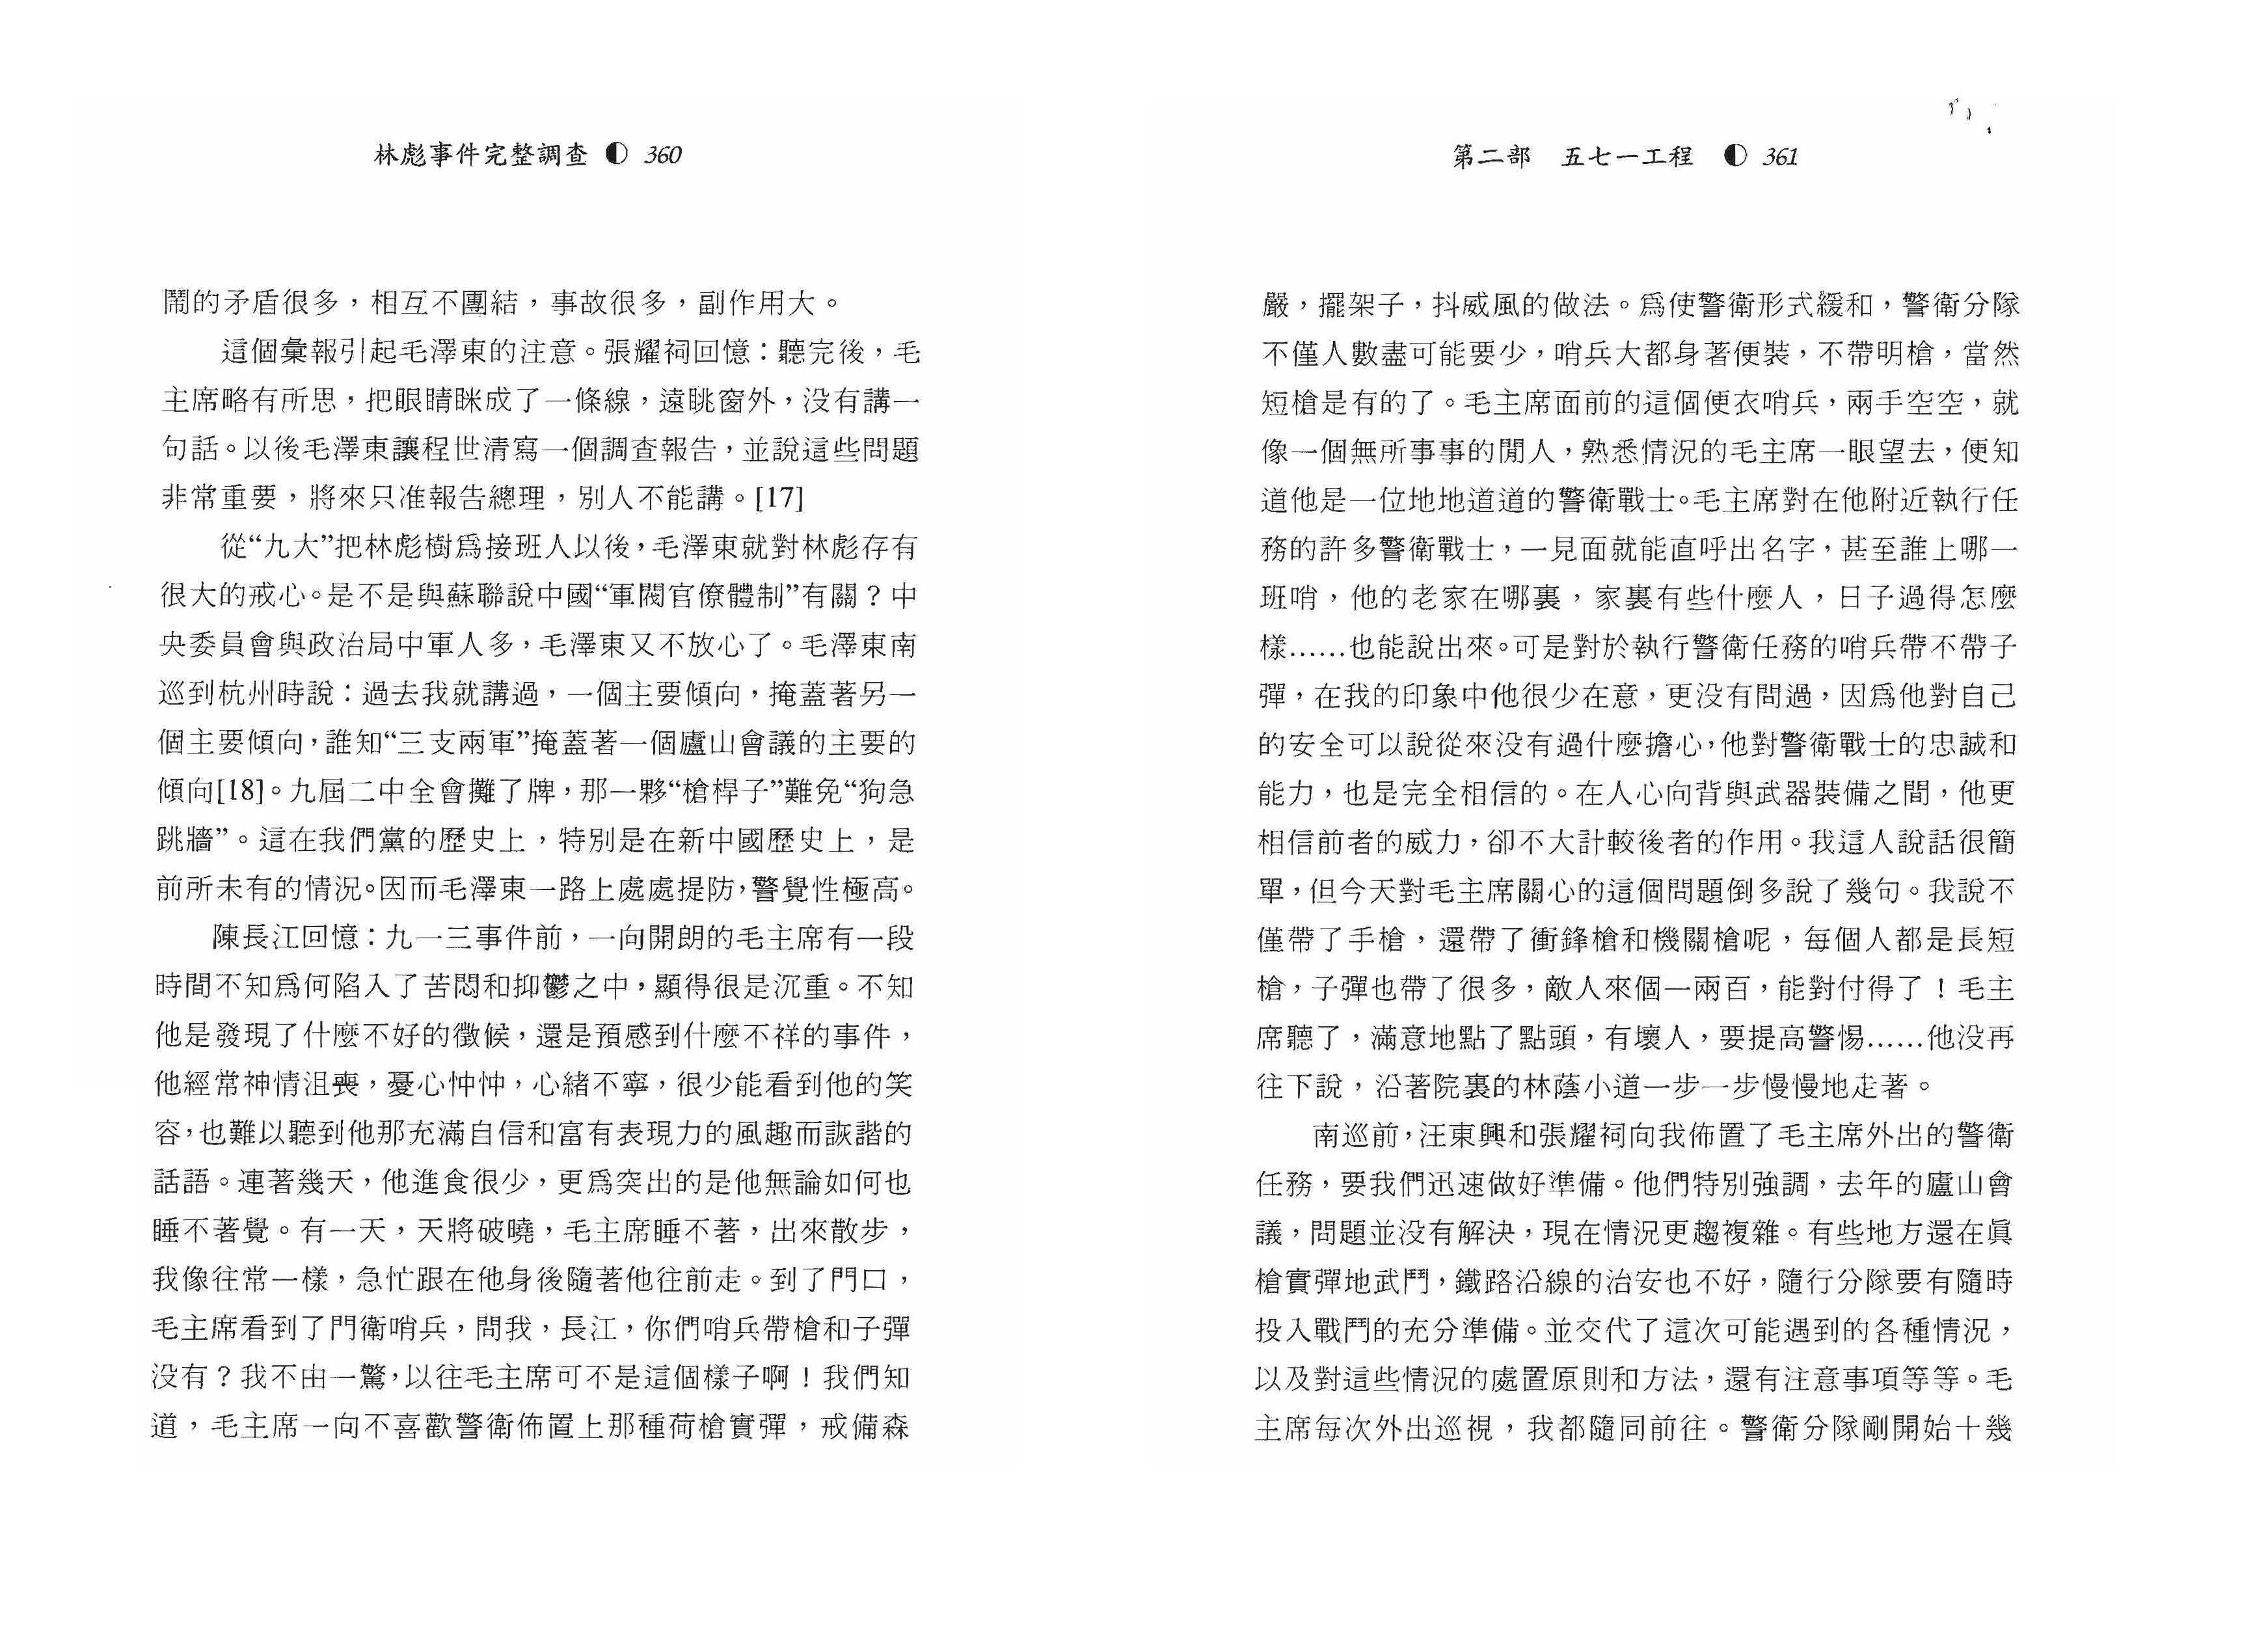 林彪事件完整調查 ◐ 360
鬧的矛盾很多，相互不團結，事故很多，副作用大。
這個彙報引起毛澤東的注意。張耀祠回憶：聽完後，毛
主席略有所思，把眼睛眯成了一條線，遠眺窗外，没有講一
句話。以後毛澤東讓程世清寫一個調查報告，並說這些問題
非常重要，將來只准報告總理，別人不能講。[17]
從“九大”把林彪樹爲接班人以後，毛澤東就對林彪存有
很大的戒心。是不是與蘇聯說中國“軍閥官僚體制”有關？中
央委員會與政治局中軍人多，毛澤東又不放心了。毛澤東南
巡到杭州時說：過去我就講過，一個主要傾向，掩蓋著另一
個主要傾向，誰知“三支兩軍”掩蓋著一個廬山會議的主要的
傾向[18]。九屆二中全會攤了牌，那一夥“槍桿子”難免“狗急
跳牆”。這在我們黨的歷史上，特別是在新中國歷史上，是
前所未有的情況。因而毛澤東一路上處處提防，警覺性極高。
陳長江回憶：九一三事件前，一向開朗的毛主席有一段
時間不知爲何陷入了苦悶和抑鬱之中，顯得很是沉重。不知
他是發現了什麼不好的徵候，還是預感到什麼不祥的事件，
他經常神情沮喪，憂心忡忡，心緒不寧，很少能看到他的笑
容，也難以聽到他那充滿自信和富有表現力的風趣而詼諧的
話語。連著幾天，他進食很少，更爲突出的是他無論如何也
睡不著覺。有一天，天將破曉，毛主席睡不著，出來散步，
我像往常一樣，急忙跟在他身後隨著他往前走。到了門口，
毛主席看到了門衛哨兵，問我，長江，你們哨兵帶槍和子彈
没有？我不由一驚，以往毛主席可不是這個樣子啊！我們知
道，毛主席一向不喜歡警衛佈置上那種荷槍實彈，戒備森
第二部　五七一工程 ◐ 361
嚴，擺架子，抖威風的做法。爲使警衛形式緩和，警衛分隊
不僅人數盡可能要少，哨兵大都身著便裝，不帶明槍，當然
短槍是有的了。毛主席面前的這個便衣哨兵，兩手空空，就
像一個無所事事的閒人，熟悉情況的毛主席一眼望去，便知
道他是一位地地道道的警衛戰士。毛主席對在他附近執行任
務的許多警衛戰士，一見面就能直呼出名字，甚至誰上哪一
班哨，他的老家在哪裏，家裏有些什麼人，日子過得怎麼
樣……也能說出來。可是對於執行警衛任務的哨兵帶不帶子
彈，在我的印象中他很少在意，更没有問過，因爲他對自己
的安全可以說從來没有過什麼擔心，他對警衛戰士的忠誠和
能力，也是完全相信的。在人心向背與武器裝備之間，他更
相信前者的威力，卻不大計較後者的作用。我這人說話很簡
單，但今天對毛主席關心的這個問題倒多說了幾句。我說不
僅帶了手槍，還帶了衝鋒槍和機關槍呢，每個人都是長短
槍，子彈也帶了很多，敵人來個一兩百，能對付得了！毛主
席聽了，滿意地點了點頭，有壞人，要提高警惕……他没再
往下說，沿著院裏的林蔭小道一步一步慢慢地走著。
南巡前，汪東興和張耀祠向我佈置了毛主席外出的警衛
任務，要我們迅速做好準備。他們特別強調，去年的廬山會
議，問題並没有解決，現在情況更趨複雜。有些地方還在眞
槍實彈地武鬥，鐵路沿線的治安也不好，隨行分隊要有隨時
投入戰鬥的充分準備。並交代了這次可能遇到的各種情況，
以及對這些情況的處置原則和方法，還有注意事項等等。毛
主席每次外出巡視，我都隨同前往。警衛分隊剛開始十幾